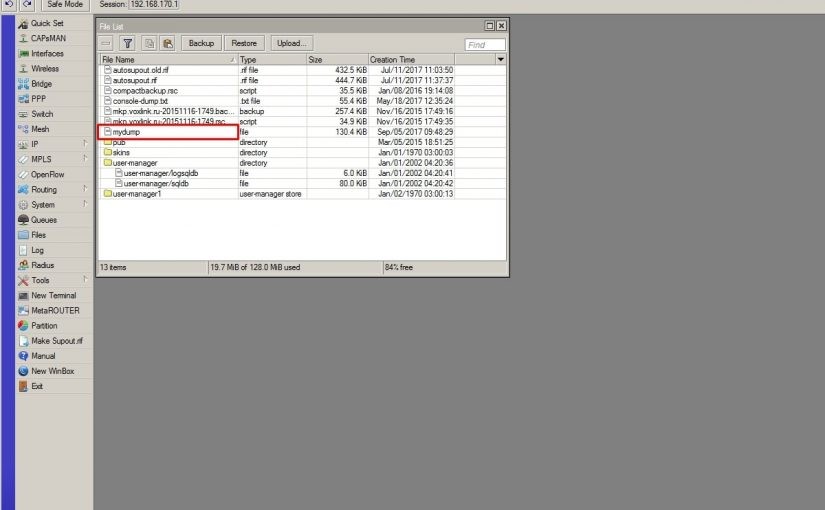 Safe Mode Session: 192.168.170.1
Quick Set
CAPsMAN
Interfaces
Wireless
Bridge
PPP
Switch
Mesh
IP
MPLS
OpenFlow
Routing
System
Queues
Files
Log
Radius
Tools
New Terminal
MetaROUTER
Partition
Make Supout.rif
Manual
New WinBox
Exit
File List
Backup Restore Upload... Find
File Name Type Size Creation Time
autosupout.old.rif .rif file 432.5 KiB Jul/11/2017 11:03:50
autosupout.rif .rif file 444.7 KiB Jul/11/2017 11:37:37
compactbackup.rsc script 35.5 KiB Jan/08/2016 19:14:08
console-dump.txt .txt file 55.4 KiB May/18/2017 12:35:24
mkp.voxlink.ru-20151116-1749.bac... backup 257.4 KiB Nov/16/2015 17:49:16
mkp.voxlink.ru-20151116-1749.rsc script 34.9 KiB Nov/16/2015 17:49:35
mydump file 130.4 KiB Sep/05/2017 09:48:29
pub directory Mar/05/2015 18:51:25
skins directory Jan/01/1970 03:00:03
user-manager directory Jan/01/2002 04:20:36
user-manager/logsqldb file 6.0 KiB Jan/01/2002 04:20:41
user-manager/sqldb file 80.0 KiB Jan/01/2002 04:20:42
user-manager1 user-manager store Jan/02/1970 03:00:13
13 items 19.7 MiB of 128.0 MiB used 84% free